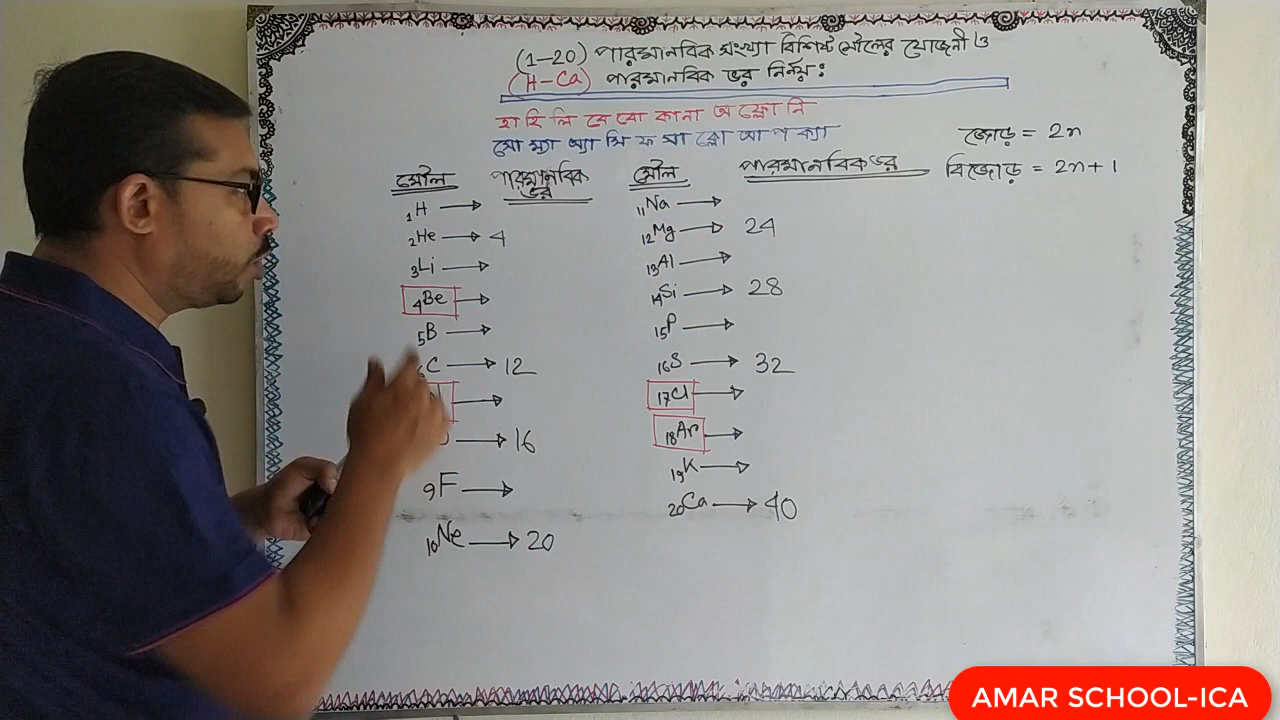 (1-20) পারমানবিক সংখ্যা বিশিষ্ট মৌলের যোজনী ও
(H-Ca) পারমানবিক ভর নির্নয়ঃ
হা হি লি বে বো কা না অ ফ্লো নি
সো ম্যা অ্যা সি ফ সা ক্লো আ প ক্যা
জোড় = 2n
বিজোড় = 2n+1
মৌল পারমানবিক ভর মৌল পারমানবিকভর
₁H → ₁₁Na →
₂He → 4 ₁₂Mg → 24
₃Li → ₁₃Al →
₄Be → ₁₄Si → 28
₅B → ₁₅P →
C → 12 ₁₆S → 32
→ ₁₇Cl →
→ 16 ₁₈Ar →
₉F → ₁₉K →
₁₀Ne → 20 ₂₀Ca → 40
AMAR SCHOOL-ICA